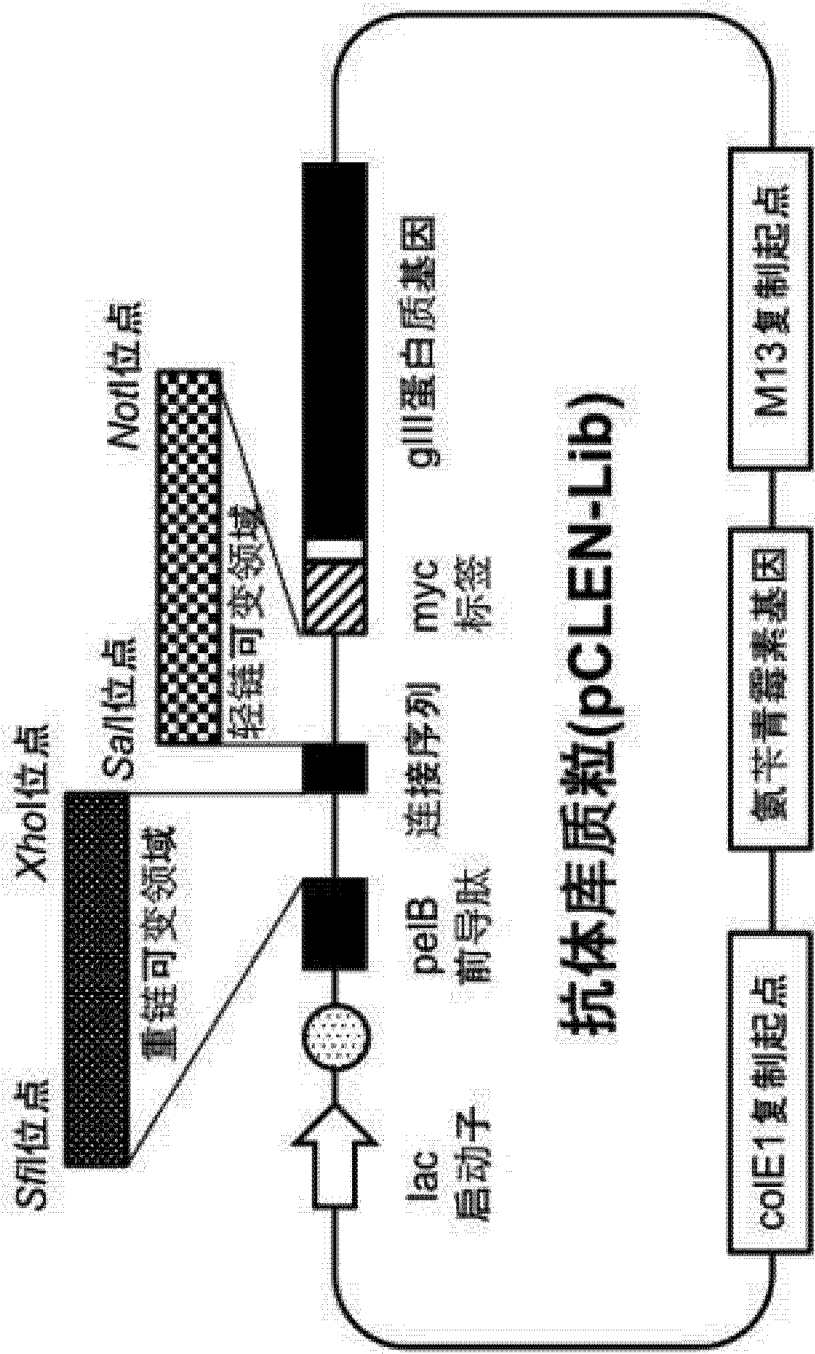 SfiI位点
XhoI位点
重链可变领域
SalI位点
NotI位点
轻链可变领域
lac
启动子
pelB
前导肽
连接序列
myc
标签
gIII蛋白质基因
抗体库质粒(pCLEN-Lib)
colE1复制起点
氨苄青霉素基因
M13复制起点